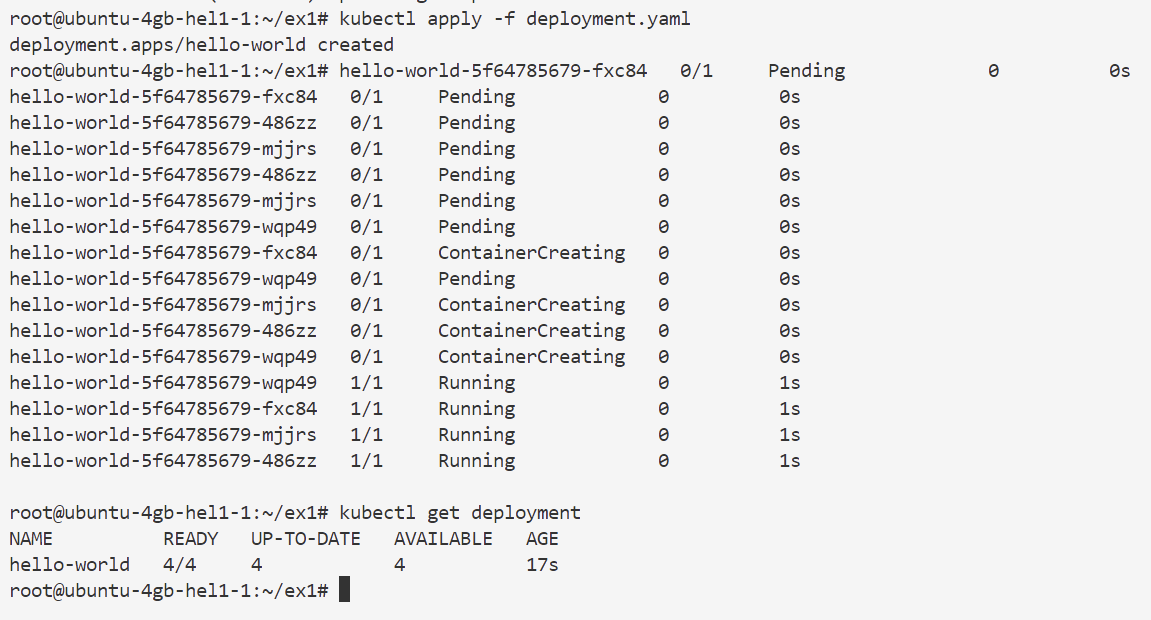 root@ubuntu-4gb-hel1-1:~/ex1# kubectl apply -f deployment.yaml
deployment.apps/hello-world created
root@ubuntu-4gb-hel1-1:~/ex1# hello-world-5f64785679-fxc84   0/1     Pending             0          0s
hello-world-5f64785679-fxc84   0/1     Pending             0          0s
hello-world-5f64785679-486zz   0/1     Pending             0          0s
hello-world-5f64785679-mjjrs   0/1     Pending             0          0s
hello-world-5f64785679-486zz   0/1     Pending             0          0s
hello-world-5f64785679-mjjrs   0/1     Pending             0          0s
hello-world-5f64785679-wqp49   0/1     Pending             0          0s
hello-world-5f64785679-fxc84   0/1     ContainerCreating   0          0s
hello-world-5f64785679-wqp49   0/1     Pending             0          0s
hello-world-5f64785679-mjjrs   0/1     ContainerCreating   0          0s
hello-world-5f64785679-486zz   0/1     ContainerCreating   0          0s
hello-world-5f64785679-wqp49   0/1     ContainerCreating   0          0s
hello-world-5f64785679-wqp49   1/1     Running             0          1s
hello-world-5f64785679-fxc84   1/1     Running             0          1s
hello-world-5f64785679-mjjrs   1/1     Running             0          1s
hello-world-5f64785679-486zz   1/1     Running             0          1s
root@ubuntu-4gb-hel1-1:~/ex1# kubectl get deployment
NAME          READY   UP-TO-DATE   AVAILABLE   AGE
hello-world   4/4     4            4           17s
root@ubuntu-4gb-hel1-1:~/ex1#